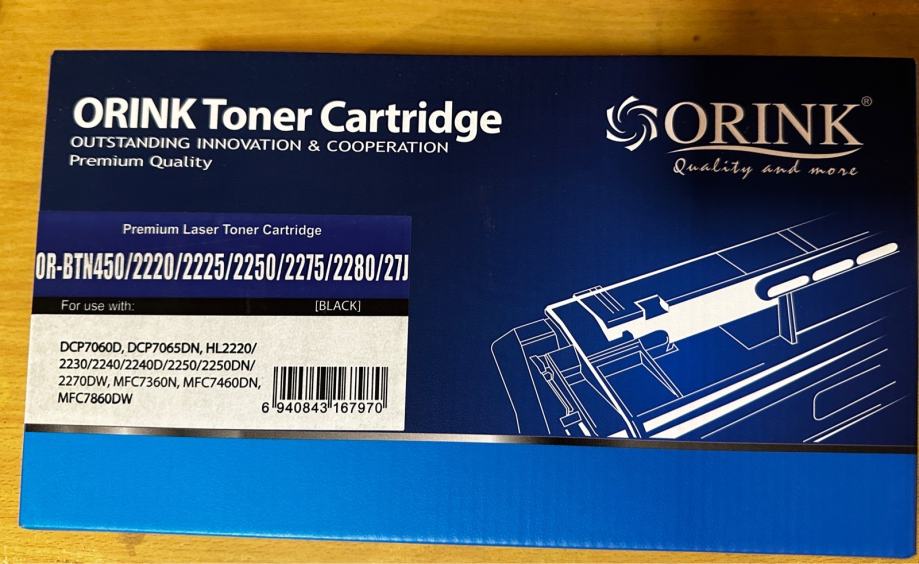 ORINK Toner Cartridge
OUTSTANDING INNOVATION & COOPERATION
Premium Quality
ORINK®
Quality and more
Premium Laser Toner Cartridge
OR-BTN450/2220/2225/2250/2275/2280/27J
For use with: [BLACK]
DCP7060D, DCP7065DN, HL2220/
2230/2240/2240D/2250/2250DN/
2270DW, MFC7360N, MFC7460DN,
MFC7860DW
6 940843 167970